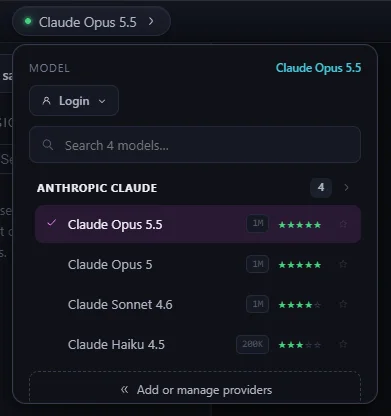 Claude Opus 5.5
MODEL
Claude Opus 5.5
Login
Search 4 models...
ANTHROPIC CLAUDE
4
Claude Opus 5.5 1M
Claude Opus 5 1M
Claude Sonnet 4.6 1M
Claude Haiku 4.5 200K
Add or manage providers